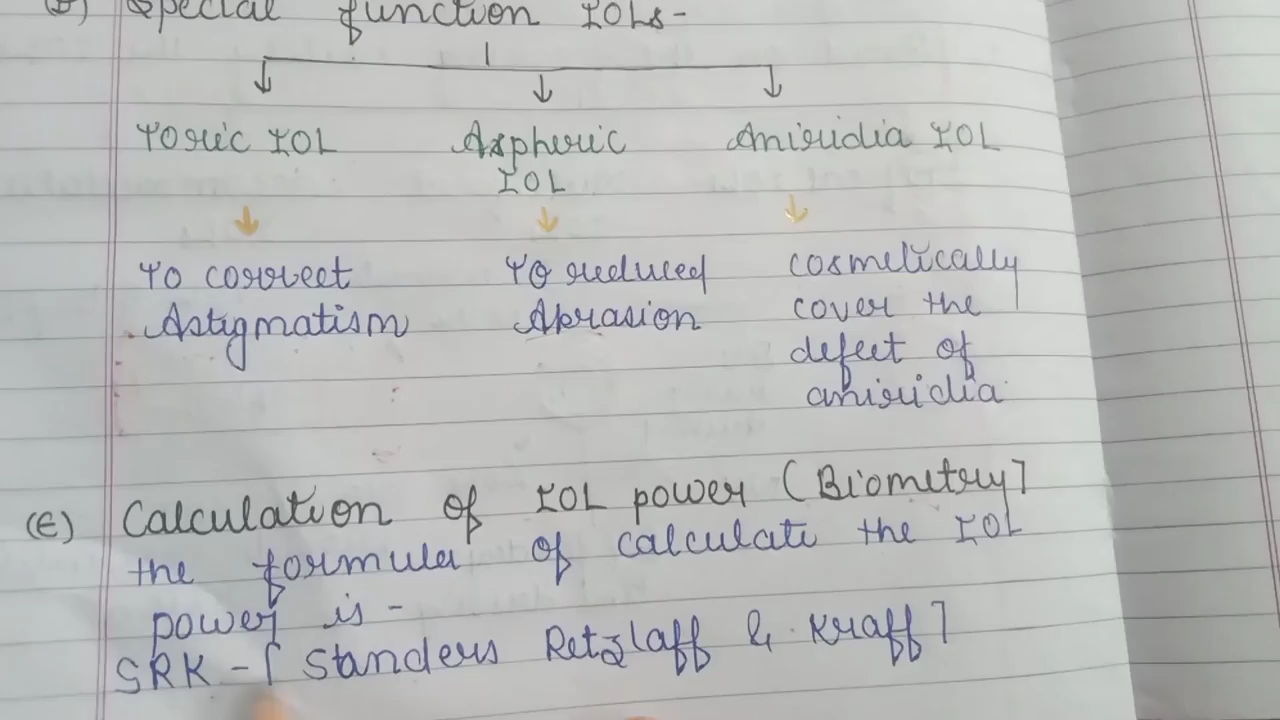 (D) Special function IOLs-
Toric IOL Aspheric Aniridia IOL
IOL
To correct To reduced cosmetically
Astigmatism Abrasion cover the
defect of
aniridia
(E) Calculation of IOL power (Biometry]
the formula of calculate the IOL
power is -
SRK -[ Standers Retzlaff & Kraff]